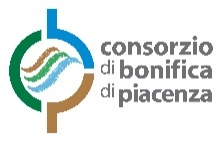 consorzio
di bonifica
di piacenza